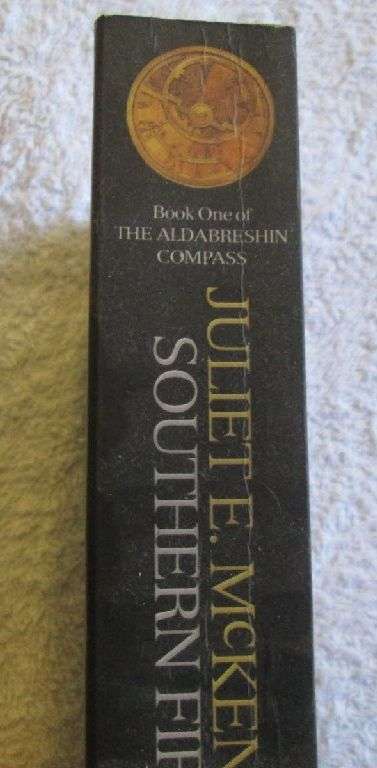 Book One of
THE ALDABRESHIN
COMPASS
JULIET E. MCKEN
SOUTHERN FI